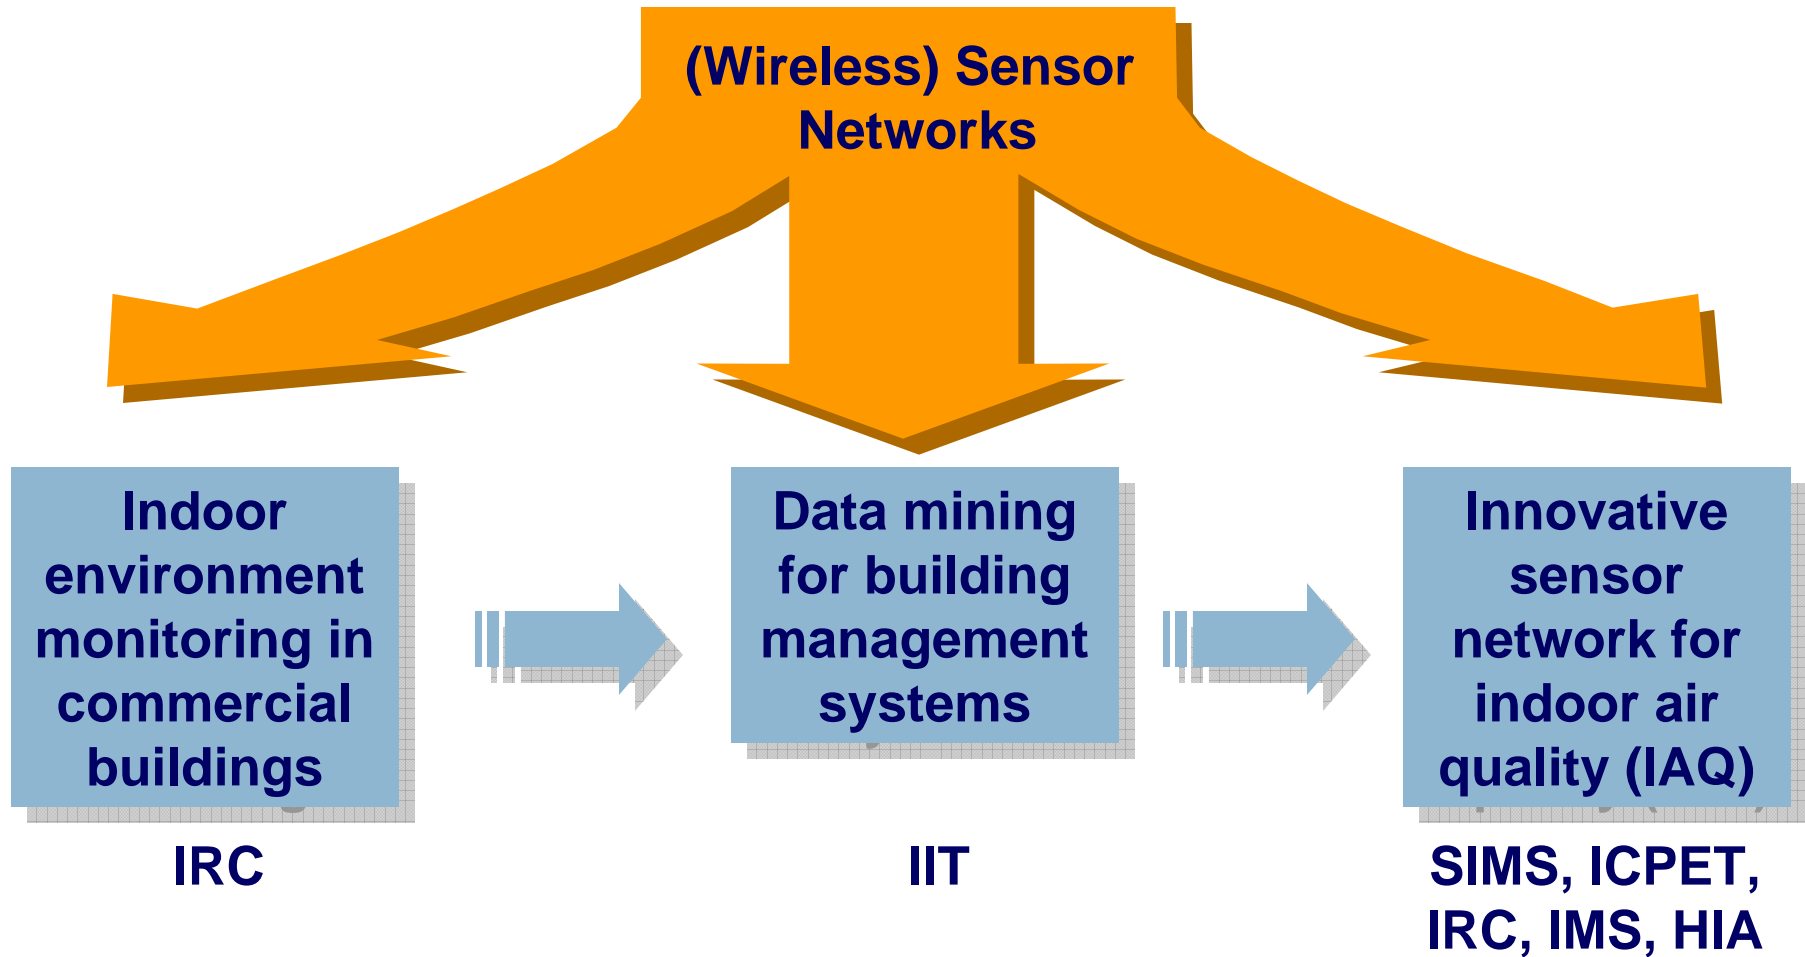 (Wireless) Sensor
Networks
Indoor
environment
monitoring in
commercial
buildings
Data mining
for building
management
systems
Innovative
sensor
network for
indoor air
quality (IAQ)
IRC
IIT
SIMS, ICPET,
IRC, IMS, HIA